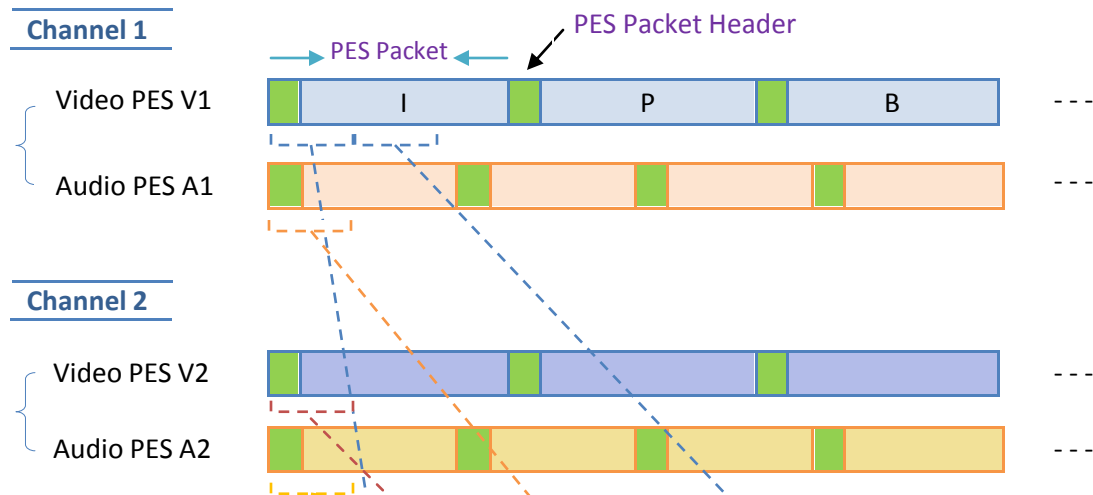 Channel 1
PES Packet
PES Packet Header
Video PES V1
I
P
B
---
Audio PES A1
---
Channel 2
Video PES V2
---
Audio PES A2
---